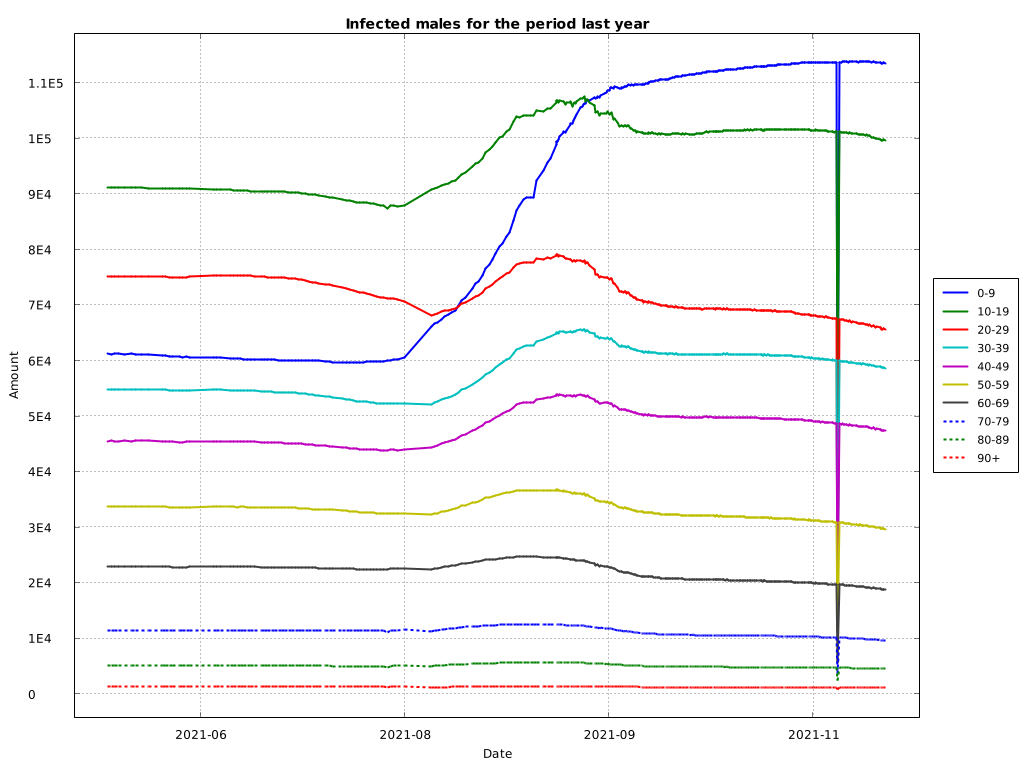 Infected males for the period last year
1.1E5
1E5
9E4
8E4
7E4
6E4
5E4
4E4
3E4
2E4
1E4
0
Amount
2021-06
2021-08
2021-09
2021-11
Date
0-9
10-19
20-29
30-39
40-49
50-59
60-69
70-79
80-89
90+